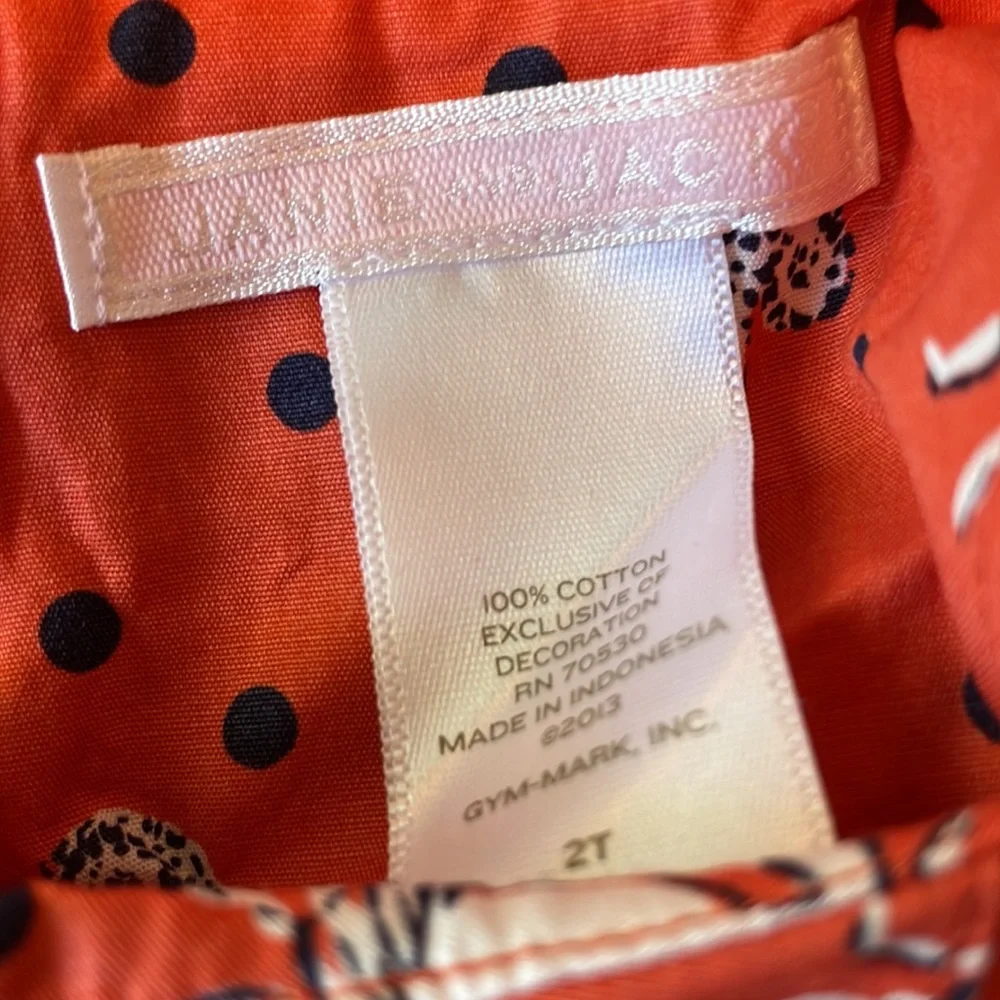 JANIE AND JACK
100% COTTON
EXCLUSIVE OF
DECORATION
RN 70530
MADE IN INDONESIA
©2013
GYM-MARK, INC.
2T